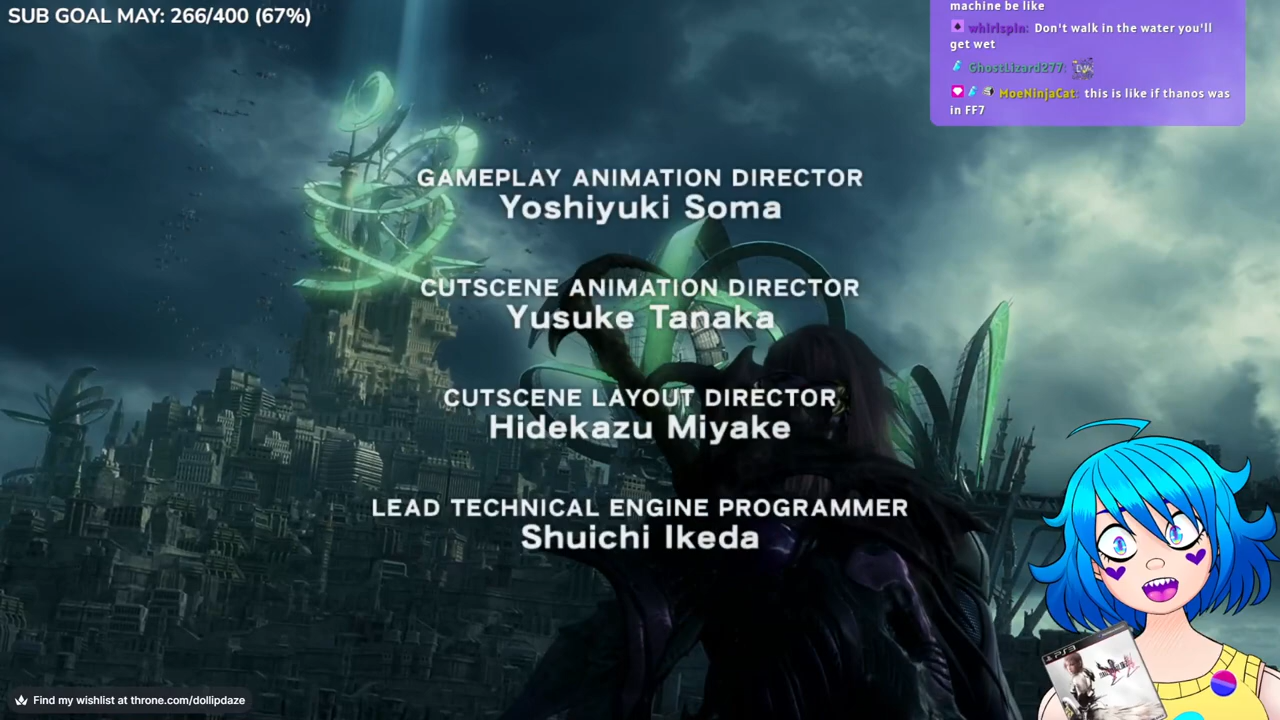 SUB GOAL MAY: 266/400 (67%)
machine be like
whirlspin: Don't walk in the water you'll
get wet
GhostLizard277:
MoeNinjaCat: this is like if thanos was
in FF7
GAMEPLAY ANIMATION DIRECTOR
Yoshiyuki Soma
CUTSCENE ANIMATION DIRECTOR
Yusuke Tanaka
CUTSCENE LAYOUT DIRECTOR
Hidekazu Miyake
LEAD TECHNICAL ENGINE PROGRAMMER
Shuichi Ikeda
PS3
Find my wishlist at throne.com/dollipdaze